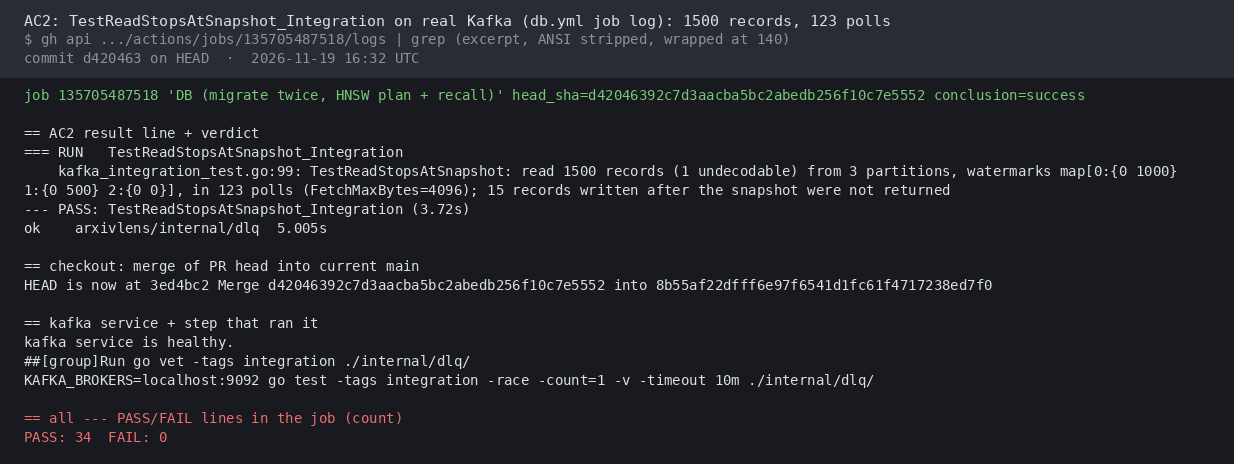 AC2: TestReadStopsAtSnapshot_Integration on real Kafka (db.yml job log): 1500 records, 123 polls
$ gh api .../actions/jobs/135705487518/logs | grep (excerpt, ANSI stripped, wrapped at 140)
commit d420463 on HEAD · 2026-11-19 16:32 UTC
job 135705487518 'DB (migrate twice, HNSW plan + recall)' head_sha=d42046392c7d3aacba5bc2abedb256f10c7e5552 conclusion=success
== AC2 result line + verdict
=== RUN   TestReadStopsAtSnapshot_Integration
    kafka_integration_test.go:99: TestReadStopsAtSnapshot: read 1500 records (1 undecodable) from 3 partitions, watermarks map[0:{0 1000}
1:{0 500} 2:{0 0}], in 123 polls (FetchMaxBytes=4096); 15 records written after the snapshot were not returned
--- PASS: TestReadStopsAtSnapshot_Integration (3.72s)
ok    arxivlens/internal/dlq  5.005s
== checkout: merge of PR head into current main
HEAD is now at 3ed4bc2 Merge d42046392c7d3aacba5bc2abedb256f10c7e5552 into 8b55af22dfff6e97f6541d1fc61f4717238ed7f0
== kafka service + step that ran it
kafka service is healthy.
##[group]Run go vet -tags integration ./internal/dlq/
KAFKA_BROKERS=localhost:9092 go test -tags integration -race -count=1 -v -timeout 10m ./internal/dlq/
== all --- PASS/FAIL lines in the job (count)
PASS: 34  FAIL: 0